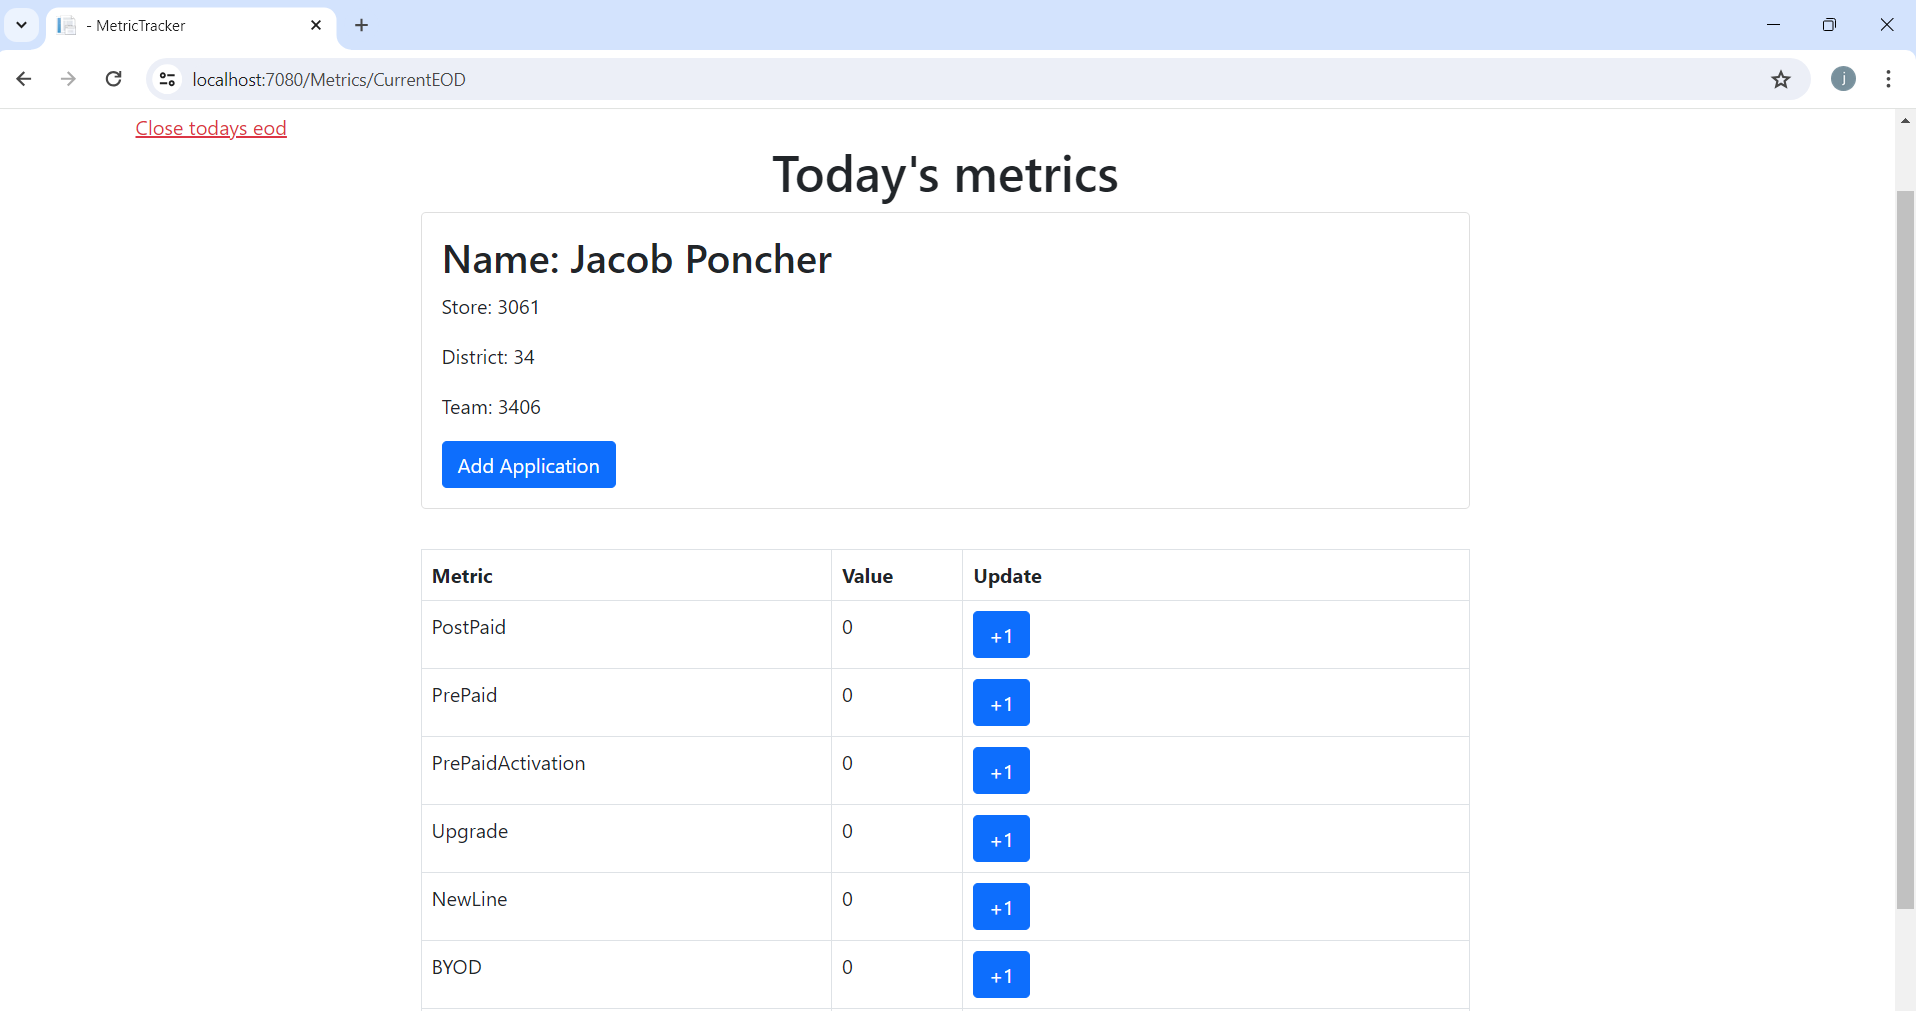 - MetricTracker
localhost:7080/Metrics/CurrentEOD
j
Close todays eod
Today's metrics
Name: Jacob Poncher
Store: 3061
District: 34
Team: 3406
Add Application
Metric Value Update
PostPaid 0 +1
PrePaid 0 +1
PrePaidActivation 0 +1
Upgrade 0 +1
NewLine 0 +1
BYOD 0 +1